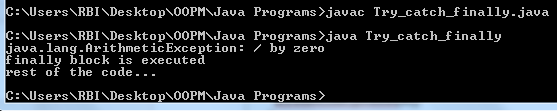 C:\Users\RBI\Desktop\OOPM\Java Programs>javac Try_catch_finally.java
C:\Users\RBI\Desktop\OOPM\Java Programs>java Try_catch_finally
java.lang.ArithmeticException: / by zero
finally block is executed
rest of the code...
C:\Users\RBI\Desktop\OOPM\Java Programs>